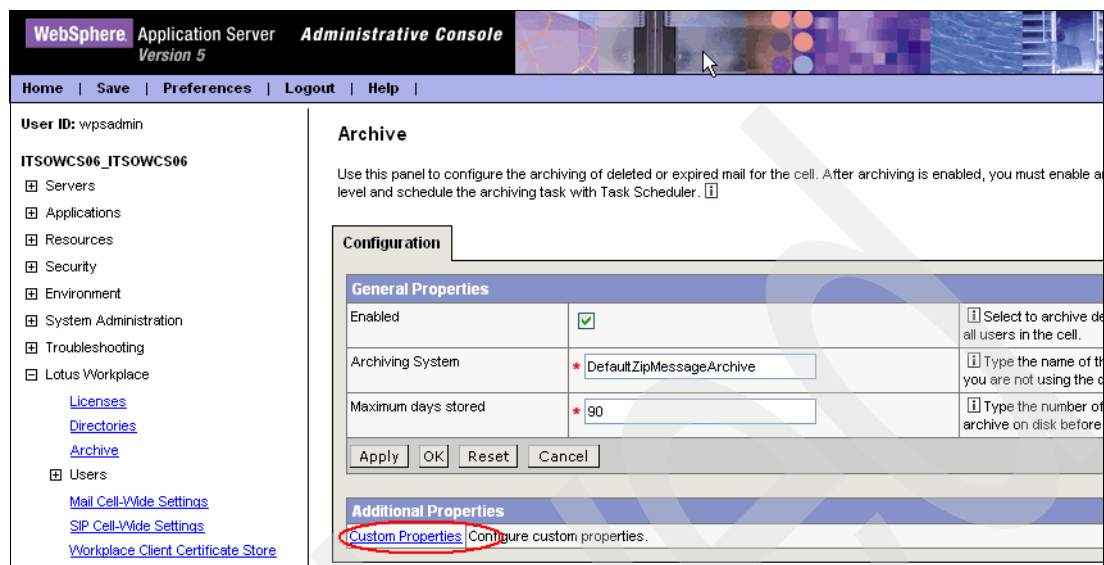 WebSphere. Application Server Administrative Console
Version 5
Home | Save | Preferences | Logout | Help |
User ID: wpsadmin
ITSOWCS06_ITSOWCS06
Servers
Applications
Resources
Security
Environment
System Administration
Troubleshooting
Lotus Workplace
Licenses
Directories
Archive
Users
Mail Cell-Wide Settings
SIP Cell-Wide Settings
Workplace Client Certificate Store
Archive
Use this panel to configure the archiving of deleted or expired mail for the cell. After archiving is enabled, you must enable
level and schedule the archiving task with Task Scheduler. i
Configuration
General Properties
Enabled
i Select to archive
all users in the cell.
Archiving System
* DefaultZipMessageArchive
i Type the name of
you are not using the
Maximum days stored
* 90
i Type the number of
archive on disk before
Apply OK Reset Cancel
Additional Properties
Custom Properties Configure custom properties.